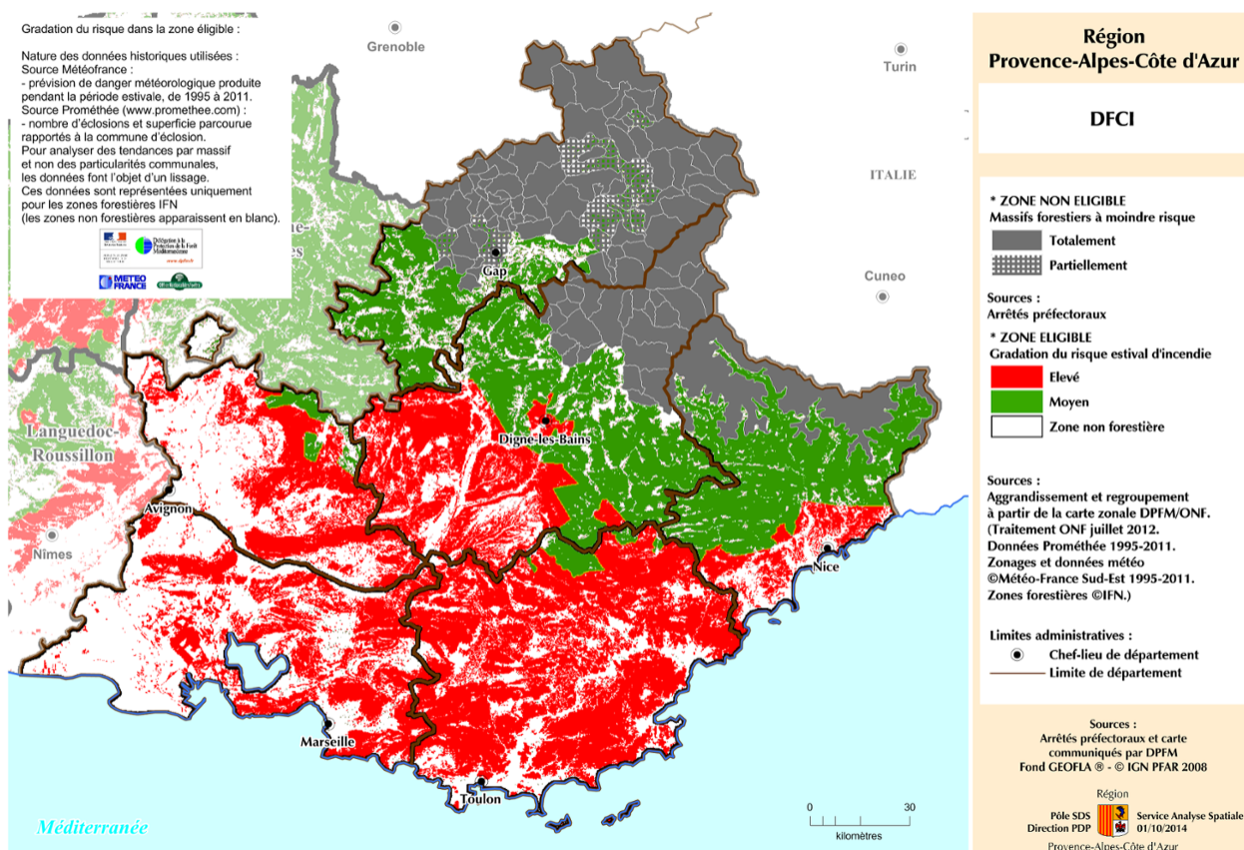 Gradation du risque dans la zone éligible :
Nature des données historiques utilisées :
Source Météofrance :
- prévision de danger météorologique produite
pendant la période estivale, de 1995 à 2011.
Source Prométhée (www.promethee.com) :
- nombre d'éclosions et superficie parcourue
rapportés à la commune d'éclosion.
Pour analyser des tendances par massif
et non des particularités communales,
les données font l'objet d'un lissage.
Ces données sont représentées uniquement
pour les zones forestières IFN
(les zones non forestières apparaissent en blanc).
Délégation à la
Protection de la Forêt
Méditerranéenne
www.dpfm.fr
METEO
FRANCE
Grenoble
Turin
ITALIE
Cuneo
Gap
Digne-les-Bains
Languedoc-
Roussillon
Avignon
Nîmes
Nice
Marseille
Toulon
Méditerranée
0 30
kilomètres
Région
Provence-Alpes-Côte d'Azur
DFCI
* ZONE NON ELIGIBLE
Massifs forestiers à moindre risque
Totalement
Partiellement
Sources :
Arrêtés préfectoraux
* ZONE ELIGIBLE
Gradation du risque estival d'incendie
Elevé
Moyen
Zone non forestière
Sources :
Aggrandissement et regroupement
à partir de la carte zonale DPFM/ONF.
(Traitement ONF juillet 2012.
Données Prométhée 1995-2011.
Zonages et données météo
©Météo-France Sud-Est 1995-2011.
Zones forestières ©IFN.)
Limites administratives :
Chef-lieu de département
Limite de département
Sources :
Arrêtés préfectoraux et carte
communiqués par DPFM
Fond GEOFLA ® - © IGN PFAR 2008
Région
Pôle SDS Service Analyse Spatiale
Direction PDP 01/10/2014
Provence-Alpes-Côte d'Azur